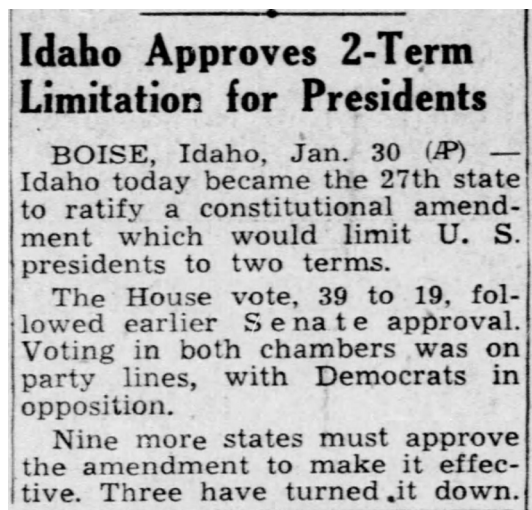 Idaho Approves 2-Term
Limitation for Presidents
BOISE, Idaho, Jan. 30 (AP) —
Idaho today became the 27th state
to ratify a constitutional amend-
ment which would limit U. S.
presidents to two terms.
The House vote, 39 to 19, fol-
lowed earlier Senate approval.
Voting in both chambers was on
party lines, with Democrats in
opposition.
Nine more states must approve
the amendment to make it effec-
tive. Three have turned it down.